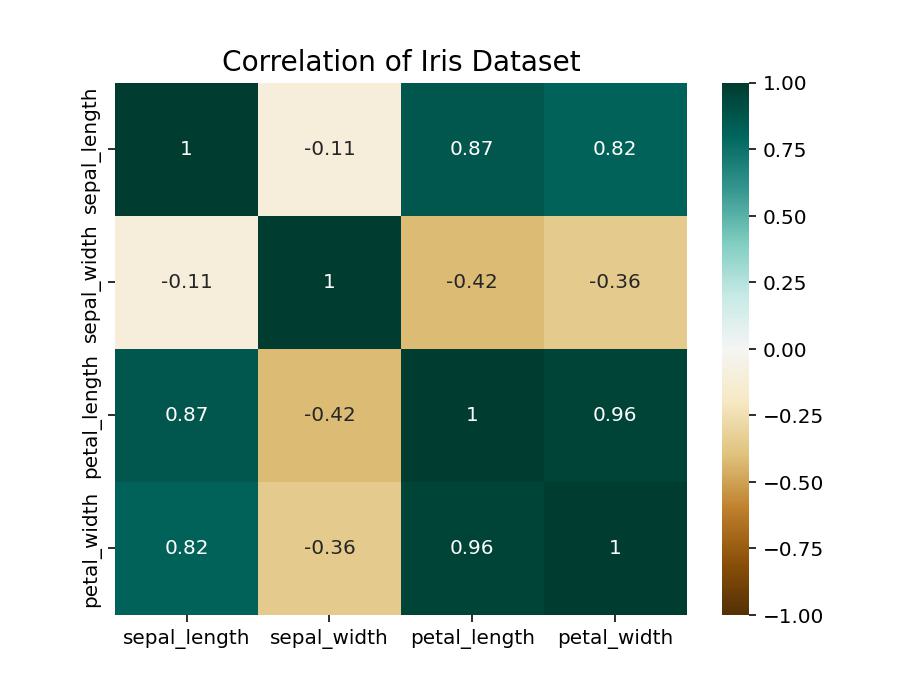 Correlation of Iris Dataset
sepal_length
1
-0.11
0.87
0.82
sepal_width
-0.11
1
-0.42
-0.36
petal_length
0.87
-0.42
1
0.96
petal_width
0.82
-0.36
0.96
1
sepal_length
sepal_width
petal_length
petal_width
1.00
0.75
0.50
0.25
0.00
−0.25
−0.50
−0.75
−1.00